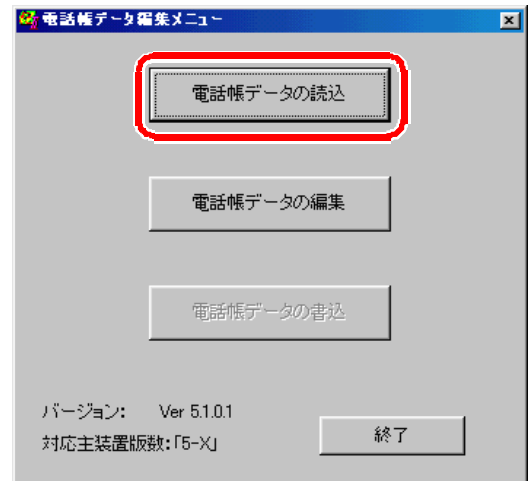 電話帳データ編集メニュー
電話帳データの読込
電話帳データの編集
電話帳データの書込
バージョン： Ver 5.1.0.1
対応主装置版数:｢5-X｣
終了